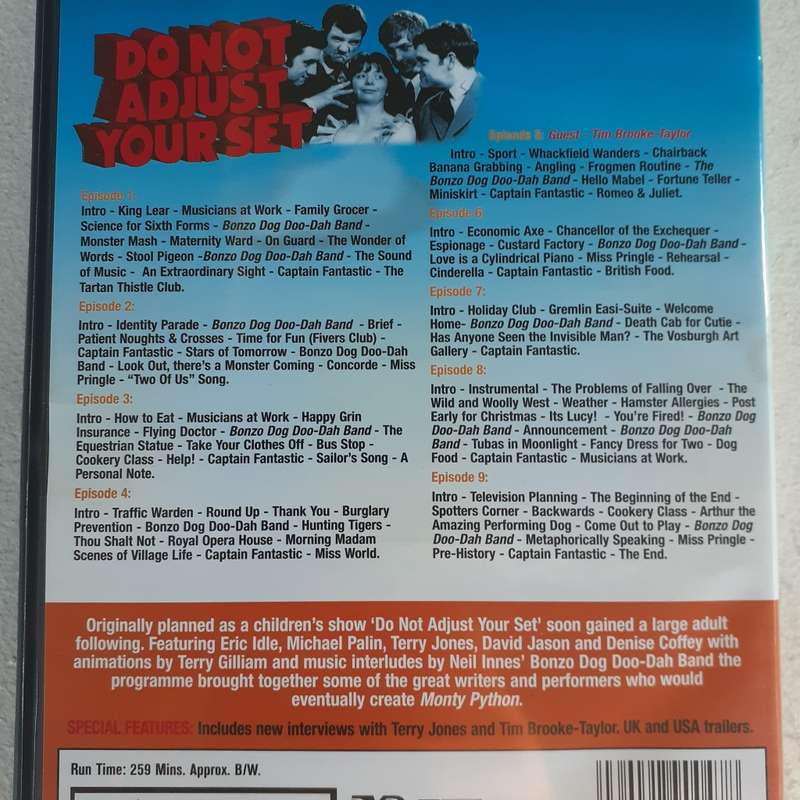 DO NOT
ADJUST
YOUR SET
Episode 1:
Intro - King Lear - Musicians at Work - Family Grocer -
Science for Sixth Forms - Bonzo Dog Doo-Dah Band -
Monster Mash - Maternity Ward - On Guard - The Wonder of
Words - Stool Pigeon -Bonzo Dog Doo-Dah Band - The Sound
of Music - An Extraordinary Sight - Captain Fantastic - The
Tartan Thistle Club.
Episode 2:
Intro - Identity Parade - Bonzo Dog Doo-Dah Band - Brief -
Patient Noughts & Crosses - Time for Fun (Fivers Club) -
Captain Fantastic - Stars of Tomorrow - Bonzo Dog Doo-Dah
Band - Look Out, there's a Monster Coming - Concorde - Miss
Pringle - “Two Of Us” Song.
Episode 3:
Intro - How to Eat - Musicians at Work - Happy Grin
Insurance - Flying Doctor - Bonzo Dog Doo-Dah Band - The
Equestrian Statue - Take Your Clothes Off - Bus Stop -
Cookery Class - Help! - Captain Fantastic - Sailor's Song - A
Personal Note.
Episode 4:
Intro - Traffic Warden - Round Up - Thank You - Burglary
Prevention - Bonzo Dog Doo-Dah Band - Hunting Tigers -
Thou Shalt Not - Royal Opera House - Morning Madam
Scenes of Village Life - Captain Fantastic - Miss World.
Episode 5: Guest - Tim Brooke-Taylor
Intro - Sport - Whackfield Wanders - Chairback
Banana Grabbing - Angling - Frogmen Routine - The
Bonzo Dog Doo-Dah Band - Hello Mabel - Fortune Teller -
Miniskirt - Captain Fantastic - Romeo & Juliet.
Episode 6
Intro - Economic Axe - Chancellor of the Exchequer -
Espionage - Custard Factory - Bonzo Dog Doo-Dah Band -
Love is a Cylindrical Piano - Miss Pringle - Rehearsal -
Cinderella - Captain Fantastic - British Food.
Episode 7:
Intro - Holiday Club - Gremlin Easi-Suite - Welcome
Home- Bonzo Dog Doo-Dah Band - Death Cab for Cutie -
Has Anyone Seen the Invisible Man? - The Vosburgh Art
Gallery - Captain Fantastic.
Episode 8:
Intro - Instrumental - The Problems of Falling Over - The
Wild and Woolly West - Weather - Hamster Allergies - Post
Early for Christmas - Its Lucy! - You're Fired! - Bonzo Dog
Doo-Dah Band - Announcement - Bonzo Dog Doo-Dah
Band - Tubas in Moonlight - Fancy Dress for Two - Dog
Food - Captain Fantastic - Musicians at Work.
Episode 9:
Intro - Television Planning - The Beginning of the End -
Spotters Corner - Backwards - Cookery Class - Arthur the
Amazing Performing Dog - Come Out to Play - Bonzo Dog
Doo-Dah Band - Metaphorically Speaking - Miss Pringle -
Pre-History - Captain Fantastic - The End.
Originally planned as a children's show ‘Do Not Adjust Your Set’ soon gained a large adult
following. Featuring Eric Idle, Michael Palin, Terry Jones, David Jason and Denise Coffey with
animations by Terry Gilliam and music interludes by Neil Innes’ Bonzo Dog Doo-Dah Band the
programme brought together some of the great writers and performers who would
eventually create Monty Python.
SPECIAL FEATURES: Includes new interviews with Terry Jones and Tim Brooke-Taylor. UK and USA trailers.
Run Time: 259 Mins. Approx. B/W.